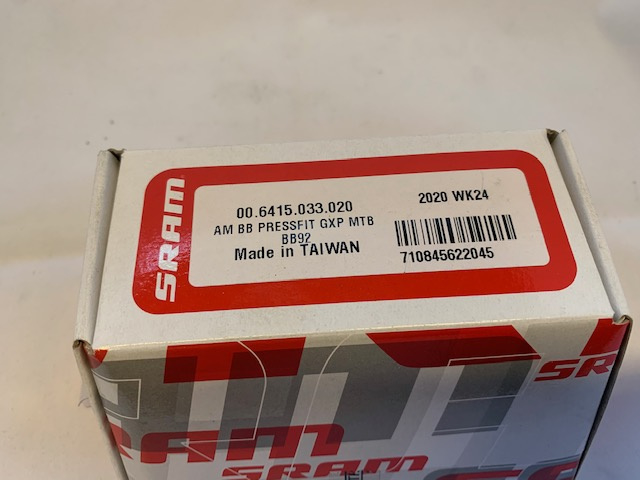 SRAM
00.6415.033.020
2020 WK24
AM BB PRESSFIT GXP MTB
BB92
Made in TAIWAN
710845622045
SRAM
SRAM
SRAM